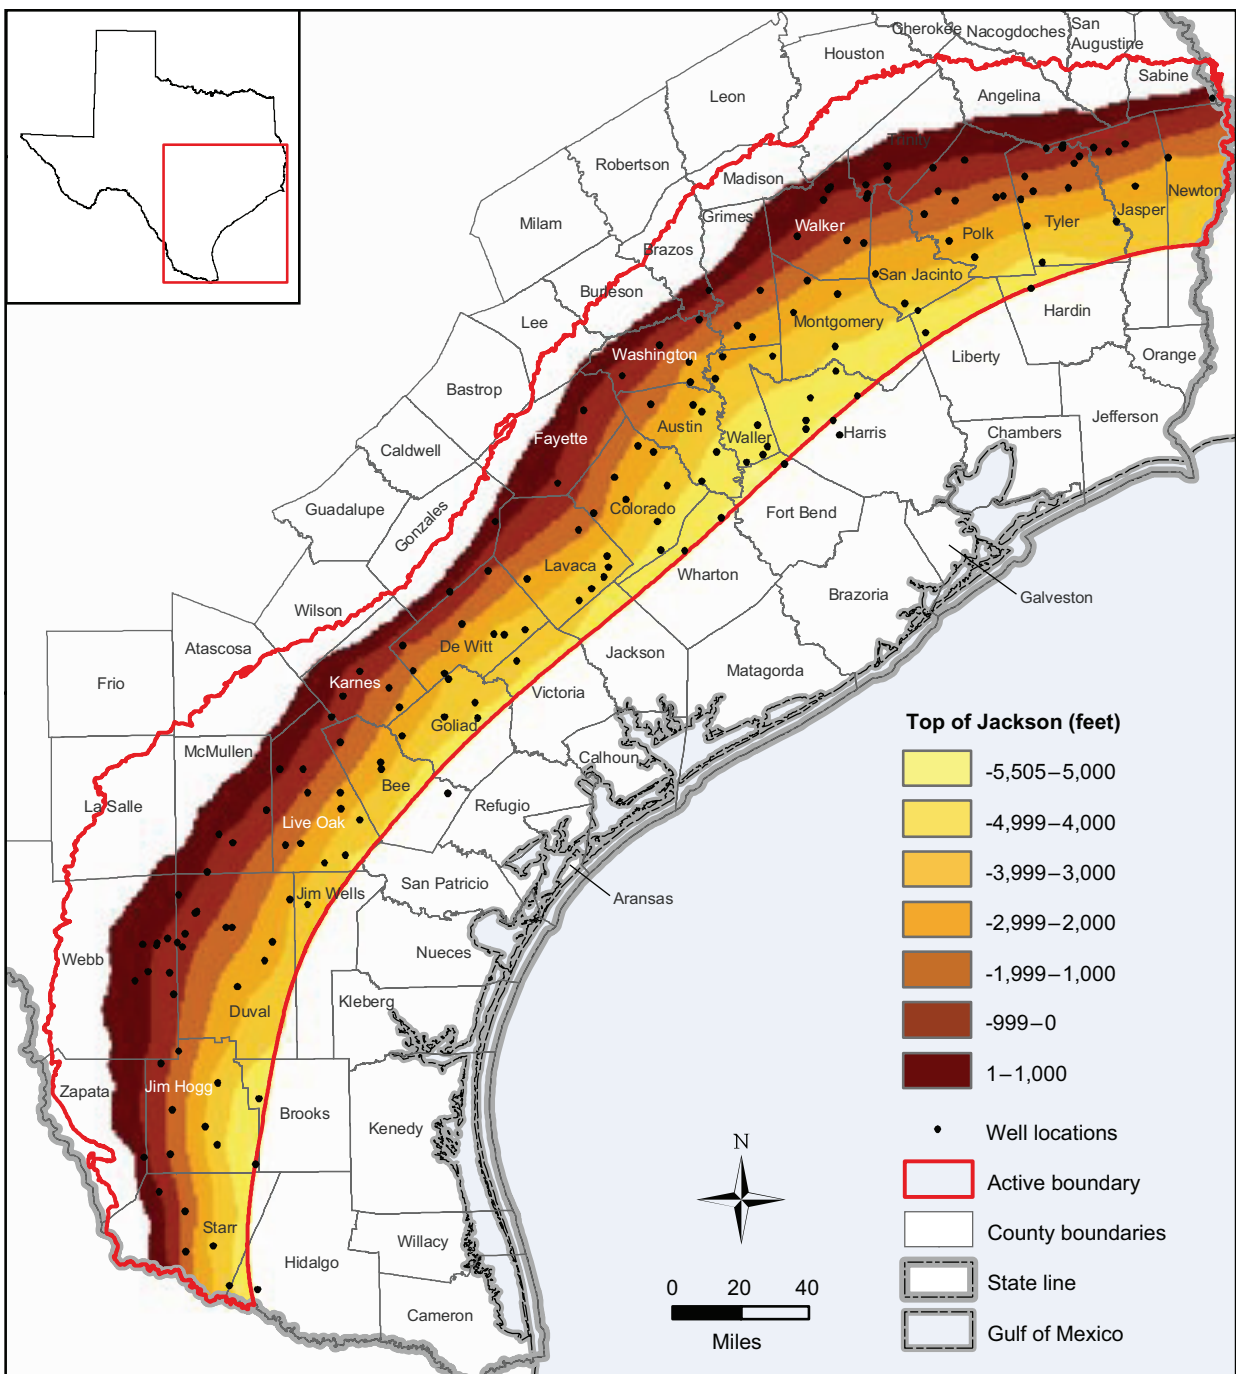 Cherokee
Nacogdoches
San
Augustine
Houston
Sabine
Leon
Angelina
Trinity
Robertson
Madison
Newton
Milam
Grimes
Walker
Jasper
Tyler
Polk
Brazos
San Jacinto
Burleson
Lee
Montgomery
Hardin
Washington
Liberty
Orange
Bastrop
Jefferson
Austin
Waller
Harris
Chambers
Fayette
Caldwell
Guadalupe
Colorado
Fort Bend
Gonzales
Lavaca
Wharton
Brazoria
Galveston
Wilson
Atascosa
De Witt
Jackson
Matagorda
Frio
Karnes
Victoria
Goliad
McMullen
Calhoun
Bee
La Salle
Refugio
Live Oak
San Patricio
Jim Wells
Aransas
Nueces
Webb
Kleberg
Duval
Zapata
Jim Hogg
Brooks
Kenedy
Starr
Willacy
Hidalgo
Cameron
Top of Jackson (feet)
-5,505–5,000
-4,999–4,000
-3,999–3,000
-2,999–2,000
-1,999–1,000
-999–0
1–1,000
Well locations
Active boundary
County boundaries
State line
Gulf of Mexico
N
0 20 40
Miles